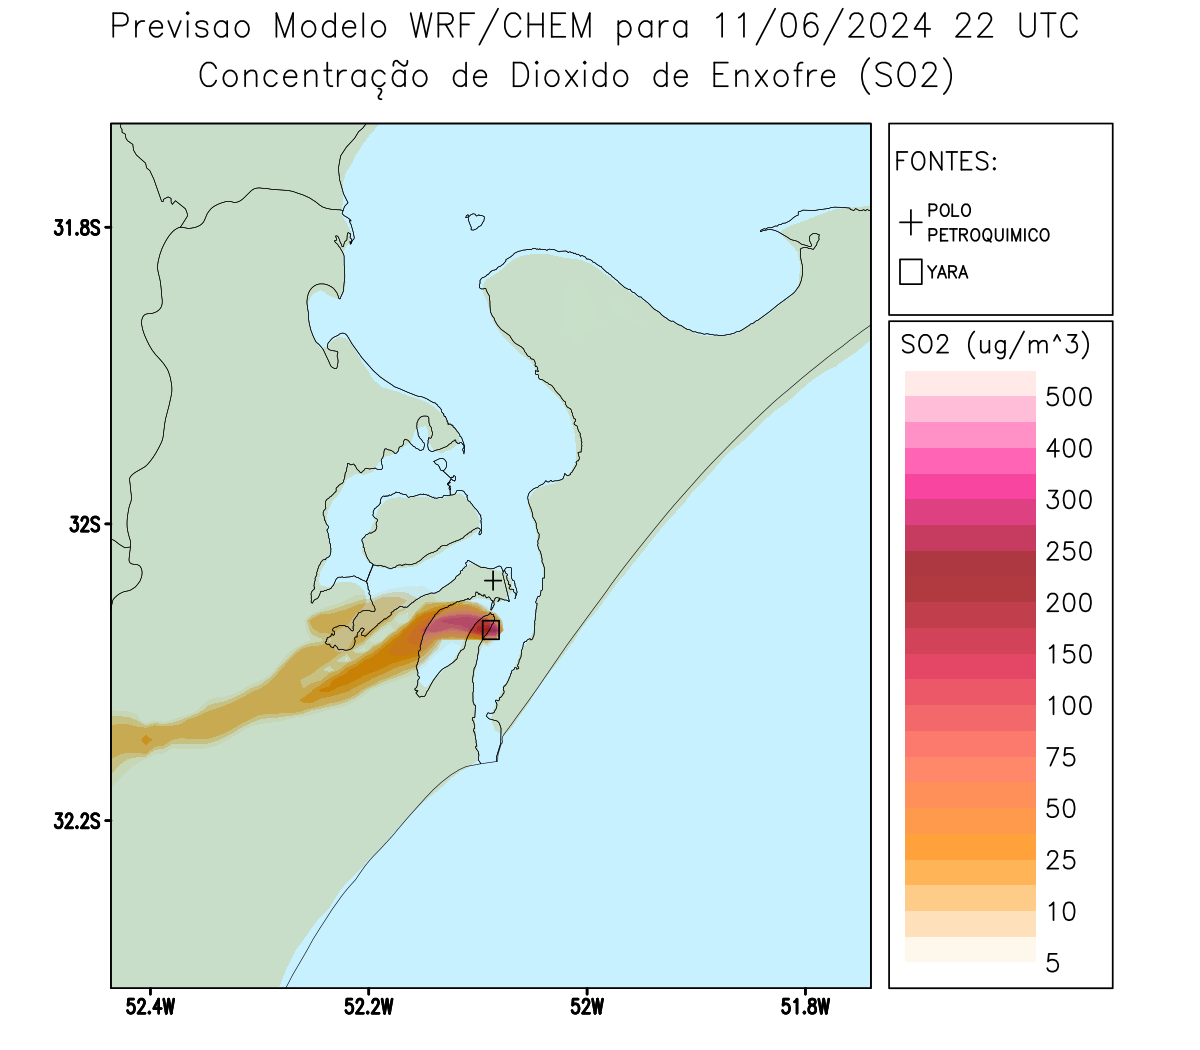 Previsao Modelo WRF/CHEM para 11/06/2024 22 UTC
Concentração de Dioxido de Enxofre (SO2)
FONTES:
POLO
PETROQUIMICO
YARA
SO2 (ug/m^3)
500
400
300
250
200
150
100
75
50
25
10
5
31.8S
32S
32.2S
52.4W
52.2W
52W
51.8W